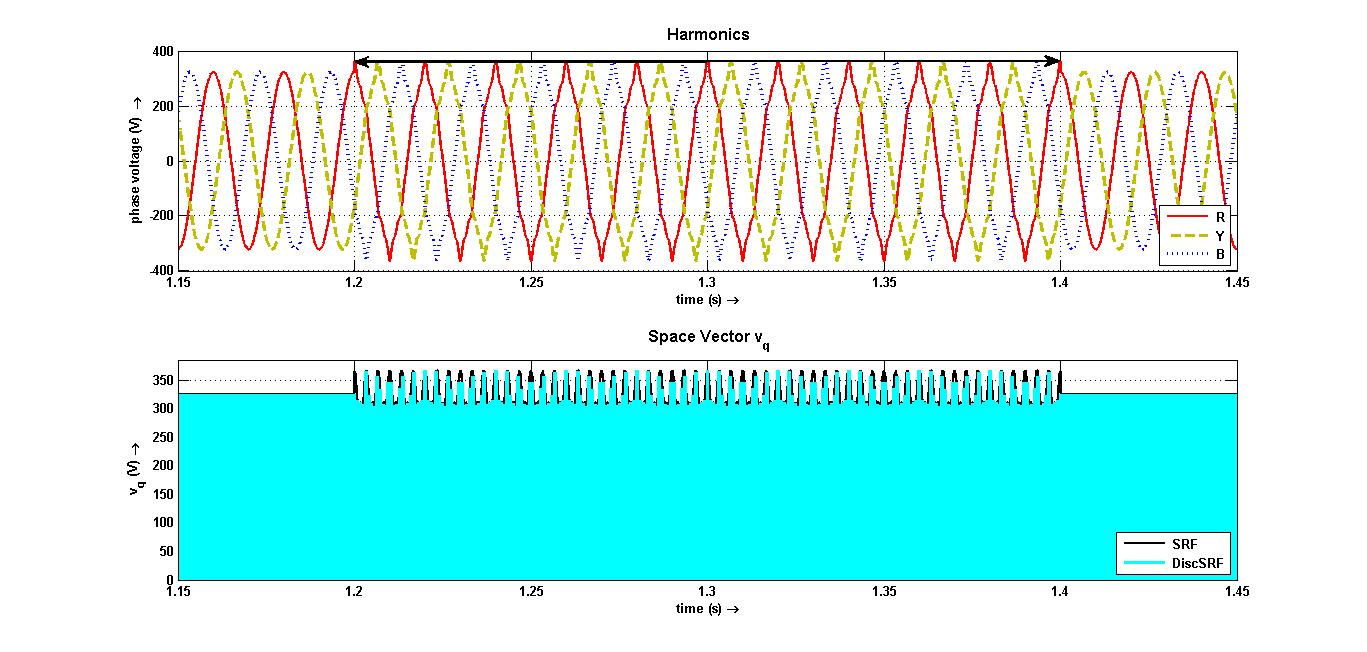 Harmonics
phase voltage (V) →
400
200
0
-200
-400
1.15
1.2
1.25
1.3
1.35
1.4
1.45
time (s) →
R
Y
B
Space Vector vq
vq (V) →
350
300
250
200
150
100
50
0
1.15
1.2
1.25
1.3
1.35
1.4
1.45
time (s) →
SRF
DiscSRF